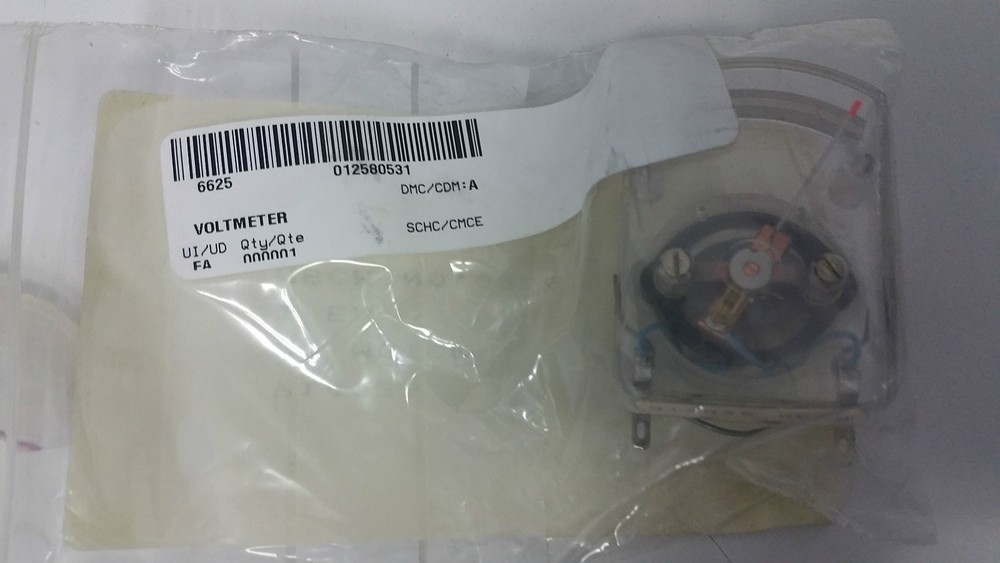 6625 012580531
DMC/CDM:A
VOLTMETER
SCHC/CMCE
UI/UD Qty/Qte
EA 000001